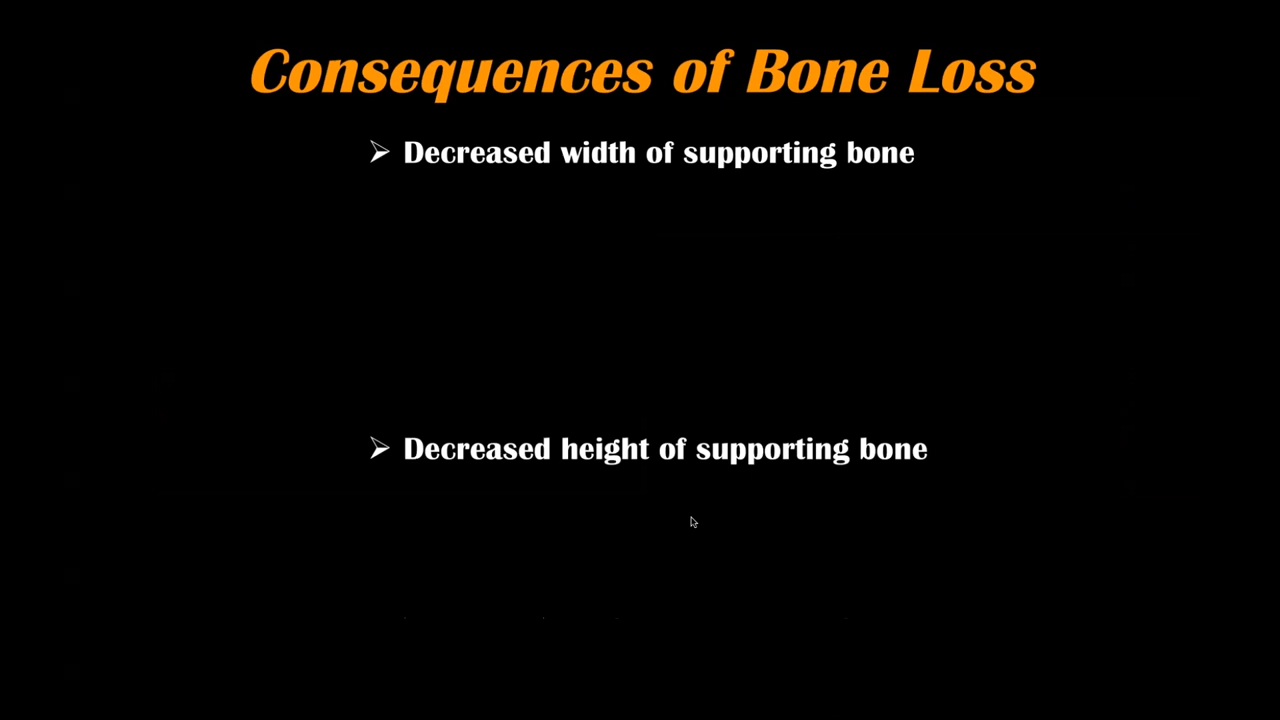 Consequences of Bone Loss
➢ Decreased width of supporting bone
➢ Decreased height of supporting bone